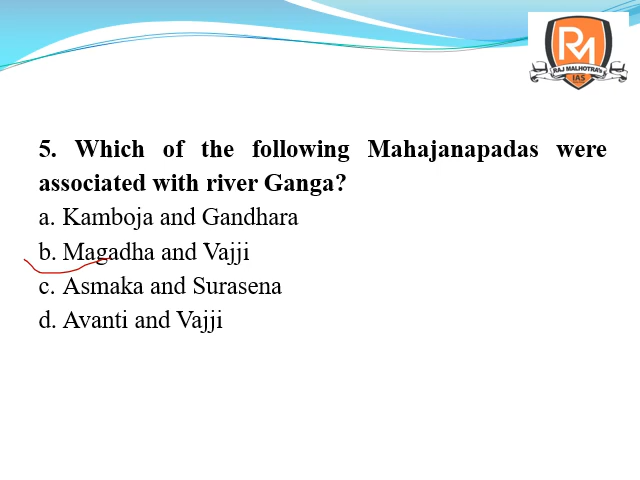 RM
RAJ MALHOTRA's
IAS
5. Which of the following Mahajanapadas were
associated with river Ganga?
a. Kamboja and Gandhara
b. Magadha and Vajji
c. Asmaka and Surasena
d. Avanti and Vajji